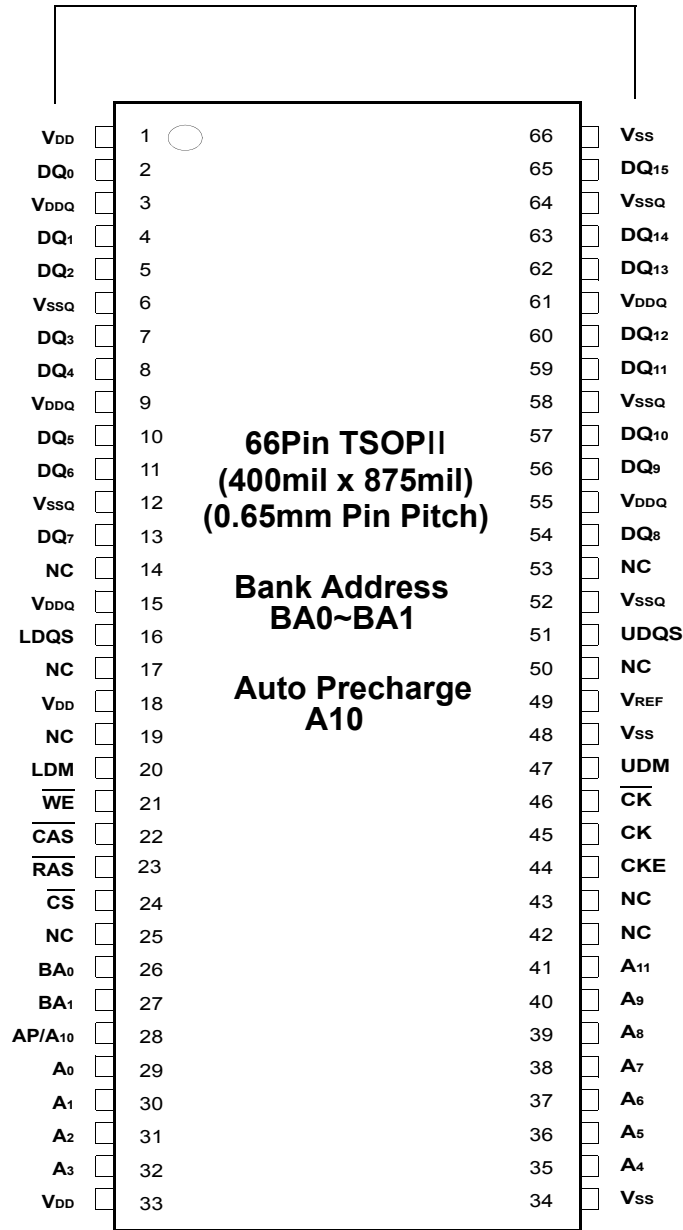 VDD 1 66 VSS
DQ0 2 65 DQ15
VDDQ 3 64 VSSQ
DQ1 4 63 DQ14
DQ2 5 62 DQ13
VSSQ 6 61 VDDQ
DQ3 7 60 DQ12
DQ4 8 59 DQ11
VDDQ 9 58 VSSQ
DQ5 10 57 DQ10
DQ6 11 56 DQ9
VSSQ 12 55 VDDQ
DQ7 13 54 DQ8
NC 14 53 NC
VDDQ 15 52 VSSQ
LDQS 16 51 UDQS
NC 17 50 NC
VDD 18 49 VREF
NC 19 48 VSS
LDM 20 47 UDM
W̅E̅ 21 46 C̅K̅
C̅A̅S̅ 22 45 CK
R̅A̅S̅ 23 44 CKE
C̅S̅ 24 43 NC
NC 25 42 NC
BA0 26 41 A11
BA1 27 40 A9
AP/A10 28 39 A8
A0 29 38 A7
A1 30 37 A6
A2 31 36 A5
A3 32 35 A4
VDD 33 34 VSS
66Pin TSOPII
(400mil x 875mil)
(0.65mm Pin Pitch)
Bank Address
BA0~BA1
Auto Precharge
A10